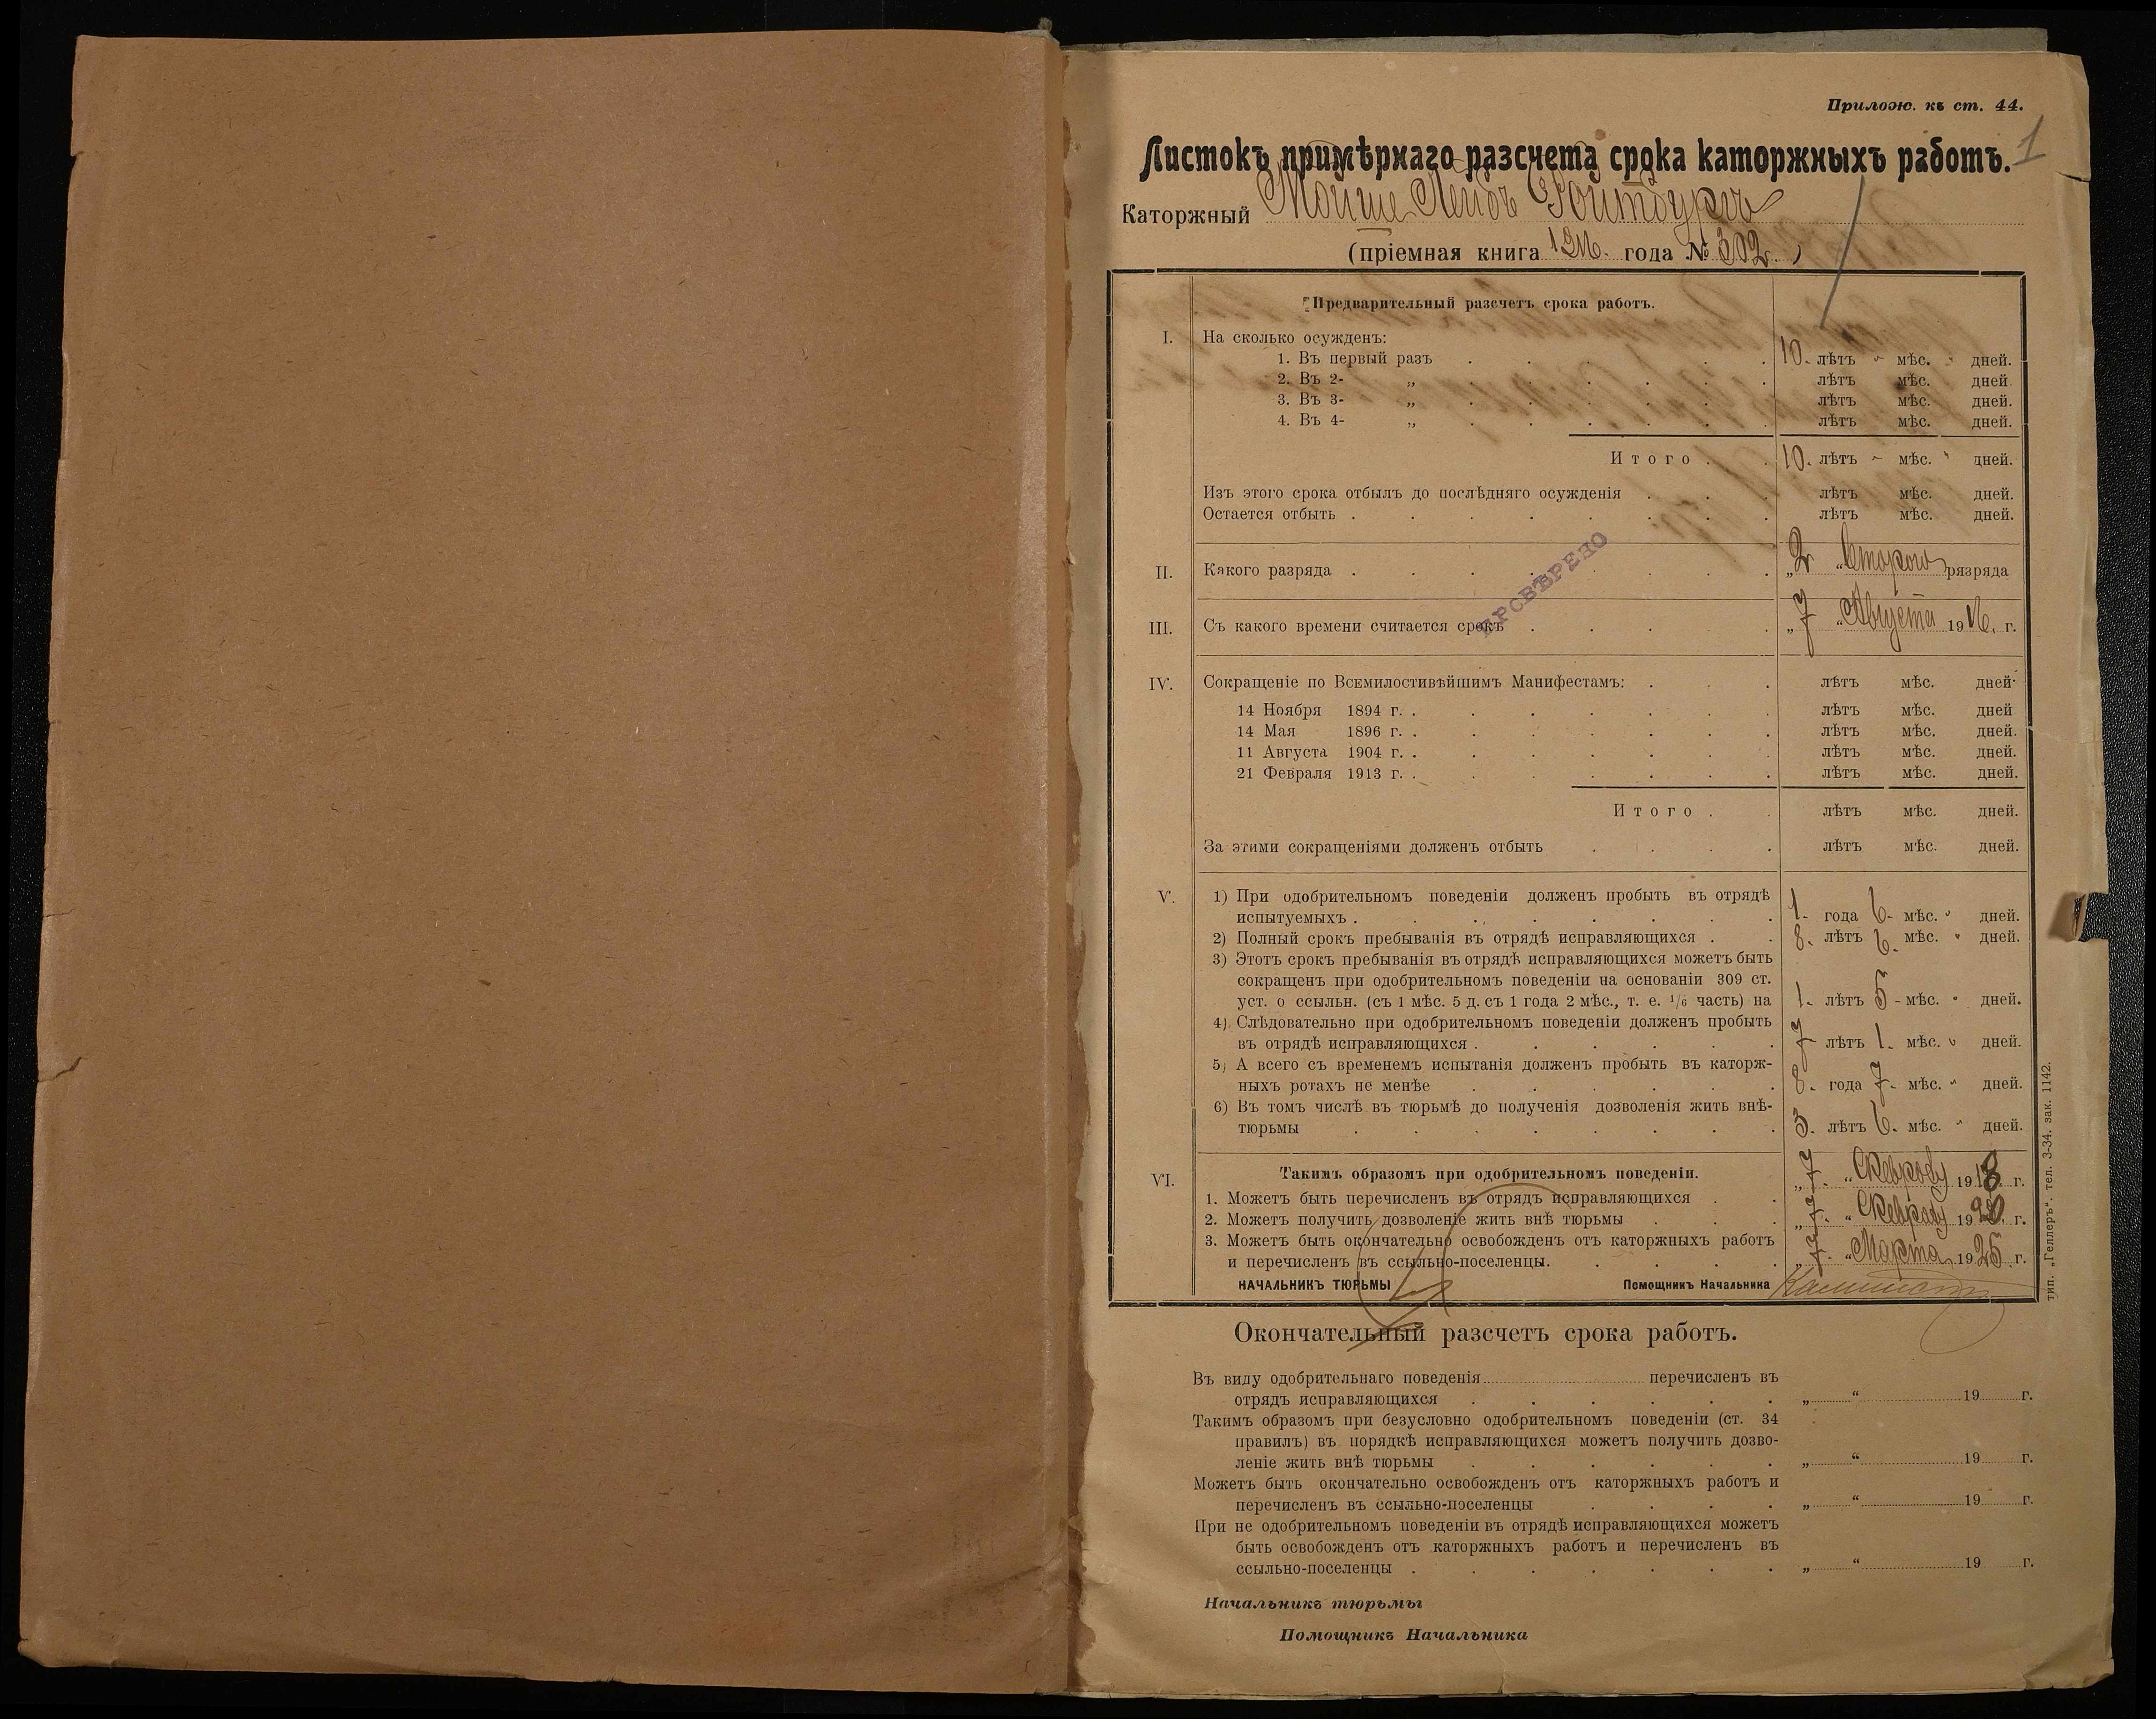 Прилож. къ ст. 44.
1
Листокъ примѣрнаго разсчета срока каторжныхъ работъ.
Каторжный Мойше Лейбъ Ройтбурдъ
(пріемная книга 1916. года № 302.)
Предварительный разсчетъ срока работъ.
I. На сколько осужденъ:
1. Въ первый разъ . . . . . . 10. лѣтъ " мѣс. " дней.
2. Въ 2- „ . . . . . . лѣтъ мѣс. дней.
3. Въ 3- „ . . . . . . лѣтъ мѣс. дней.
4. Въ 4- „ . . . . . . лѣтъ мѣс. дней.
Итого . . 10. лѣтъ " мѣс. " дней.
Изъ этого срока отбылъ до послѣдняго осужденія . . . лѣтъ мѣс. дней.
Остается отбыть . . . . . . . . лѣтъ мѣс. дней.
ПРОВѢРЕНО
II. Какого разряда . . . . . . . . „2 “ Второго разряда
III. Съ какого времени считается срокъ . . . . . „7 “ Августа 1916. г.
IV. Сокращеніе по Всемилостивѣйшимъ Манифестамъ: . . . лѣтъ мѣс. дней.
14 Ноября 1894 г. . . . . . . . лѣтъ мѣс. дней
14 Мая 1896 г. . . . . . . . лѣтъ мѣс. дней.
11 Августа 1904 г. . . . . . . . лѣтъ мѣс. дней.
21 Февраля 1913 г. . . . . . . . лѣтъ мѣс. дней.
Итого . . лѣтъ мѣс. дней.
За этими сокращеніями долженъ отбыть . . . . лѣтъ мѣс. дней.
V. 1) При одобрительномъ поведеніи долженъ пробыть въ отрядѣ
испытуемыхъ . . . . . . . . 1. года 6- мѣс. " дней.
2) Полный срокъ пребыванія въ отрядѣ исправляющихся . . 8. лѣтъ 6. мѣс. " дней.
3) Этотъ срокъ пребыванія въ отрядѣ исправляющихся можетъ быть
сокращенъ при одобрительномъ поведеніи на основаніи 309 ст.
уст. о ссыльн. (съ 1 мѣс. 5 д. съ 1 года 2 мѣс., т. е. 1/6 часть) на 1. лѣтъ 5 - мѣс. " дней.
4) Слѣдовательно при одобрительномъ поведеніи долженъ пробыть
въ отрядѣ исправляющихся . . . . . . 7 лѣтъ 1. мѣс. " дней.
5) А всего съ временемъ испытанія долженъ пробыть въ каторж-
ныхъ ротахъ не менѣе . . . . . . 8. года 7. мѣс. " дней.
6) Въ томъ числѣ въ тюрьмѣ до полученія дозволенія жить внѣ-
тюрьмы . . . . . . . . 3. лѣтъ 6. мѣс. " дней.
VI. Такимъ образомъ при одобрительномъ поведеніи.
1. Можетъ быть перечисленъ въ отрядъ исправляющихся . . „7. “ Февраля 1918. г.
2. Можетъ получить дозволеніе жить внѣ тюрьмы . . . „7. “ Февраля 1920. г.
3. Можетъ быть окончательно освобожденъ отъ каторжныхъ работъ
и перечисленъ въ ссыльно-поселенцы. . . . . „7. “ Марта 1925 г.
НАЧАЛЬНИКЪ ТЮРЬМЫ Помощникъ Начальника
тип. „Геллеръ“. тел. 3-34. зак. 1142.
Окончательный разсчетъ срока работъ.
Въ виду одобрительнаго поведенія перечисленъ въ
отрядъ исправляющихся . . . . . . „ “ 19 г.
Такимъ образомъ при безусловно одобрительномъ поведеніи (ст. 34
правилъ) въ порядкѣ исправляющихся можетъ получить дозво-
леніе жить внѣ тюрьмы . . . . . . „ “ 19 г.
Можетъ быть окончательно освобожденъ отъ каторжныхъ работъ и
перечисленъ въ ссыльно-поселенцы . . . . „ “ 19 г.
При не одобрительномъ поведеніи въ отрядѣ исправляющихся можетъ
быть освобожденъ отъ каторжныхъ работъ и перечисленъ въ
ссыльно-поселенцы . . . . . . . „ “ 19 г.
Начальникъ тюрьмы
Помощникъ Начальника